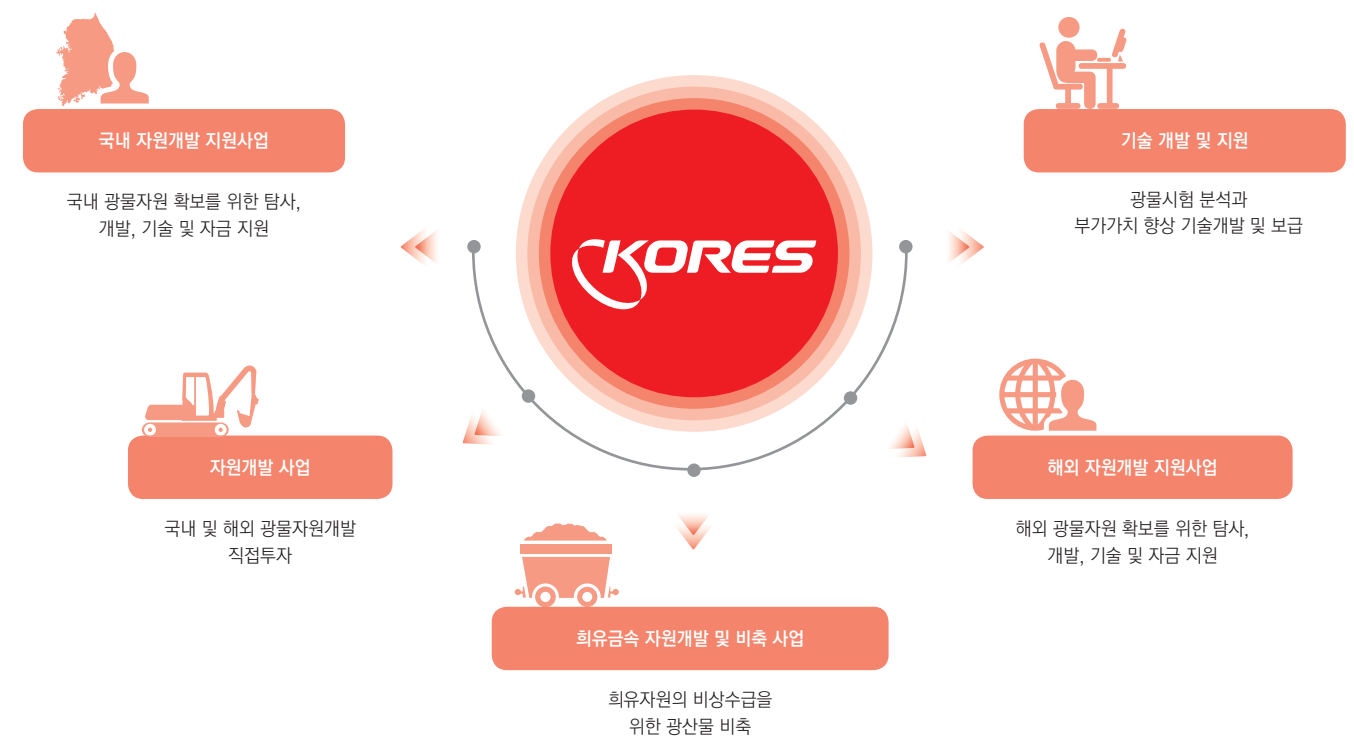 국내 자원개발 지원사업
국내 광물자원 확보를 위한 탐사,
개발, 기술 및 자금 지원
기술 개발 및 지원
광물시험 분석과
부가가치 향상 기술개발 및 보급
KORES
자원개발 사업
국내 및 해외 광물자원개발
직접투자
해외 자원개발 지원사업
해외 광물자원 확보를 위한 탐사,
개발, 기술 및 자금 지원
희유금속 자원개발 및 비축 사업
희유자원의 비상수급을
위한 광산물 비축